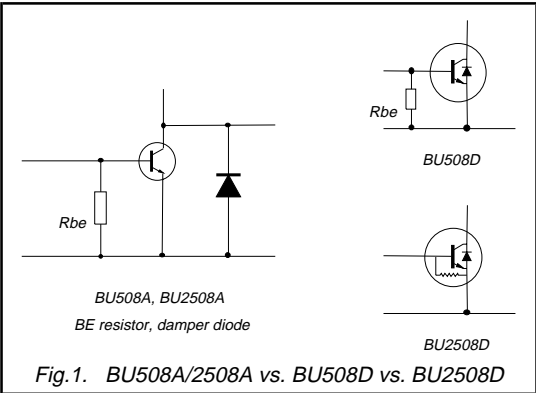 Rbe
BU508A, BU2508A
BE resistor, damper diode
Rbe
BU508D
BU2508D
Fig.1. BU508A/2508A vs. BU508D vs. BU2508D